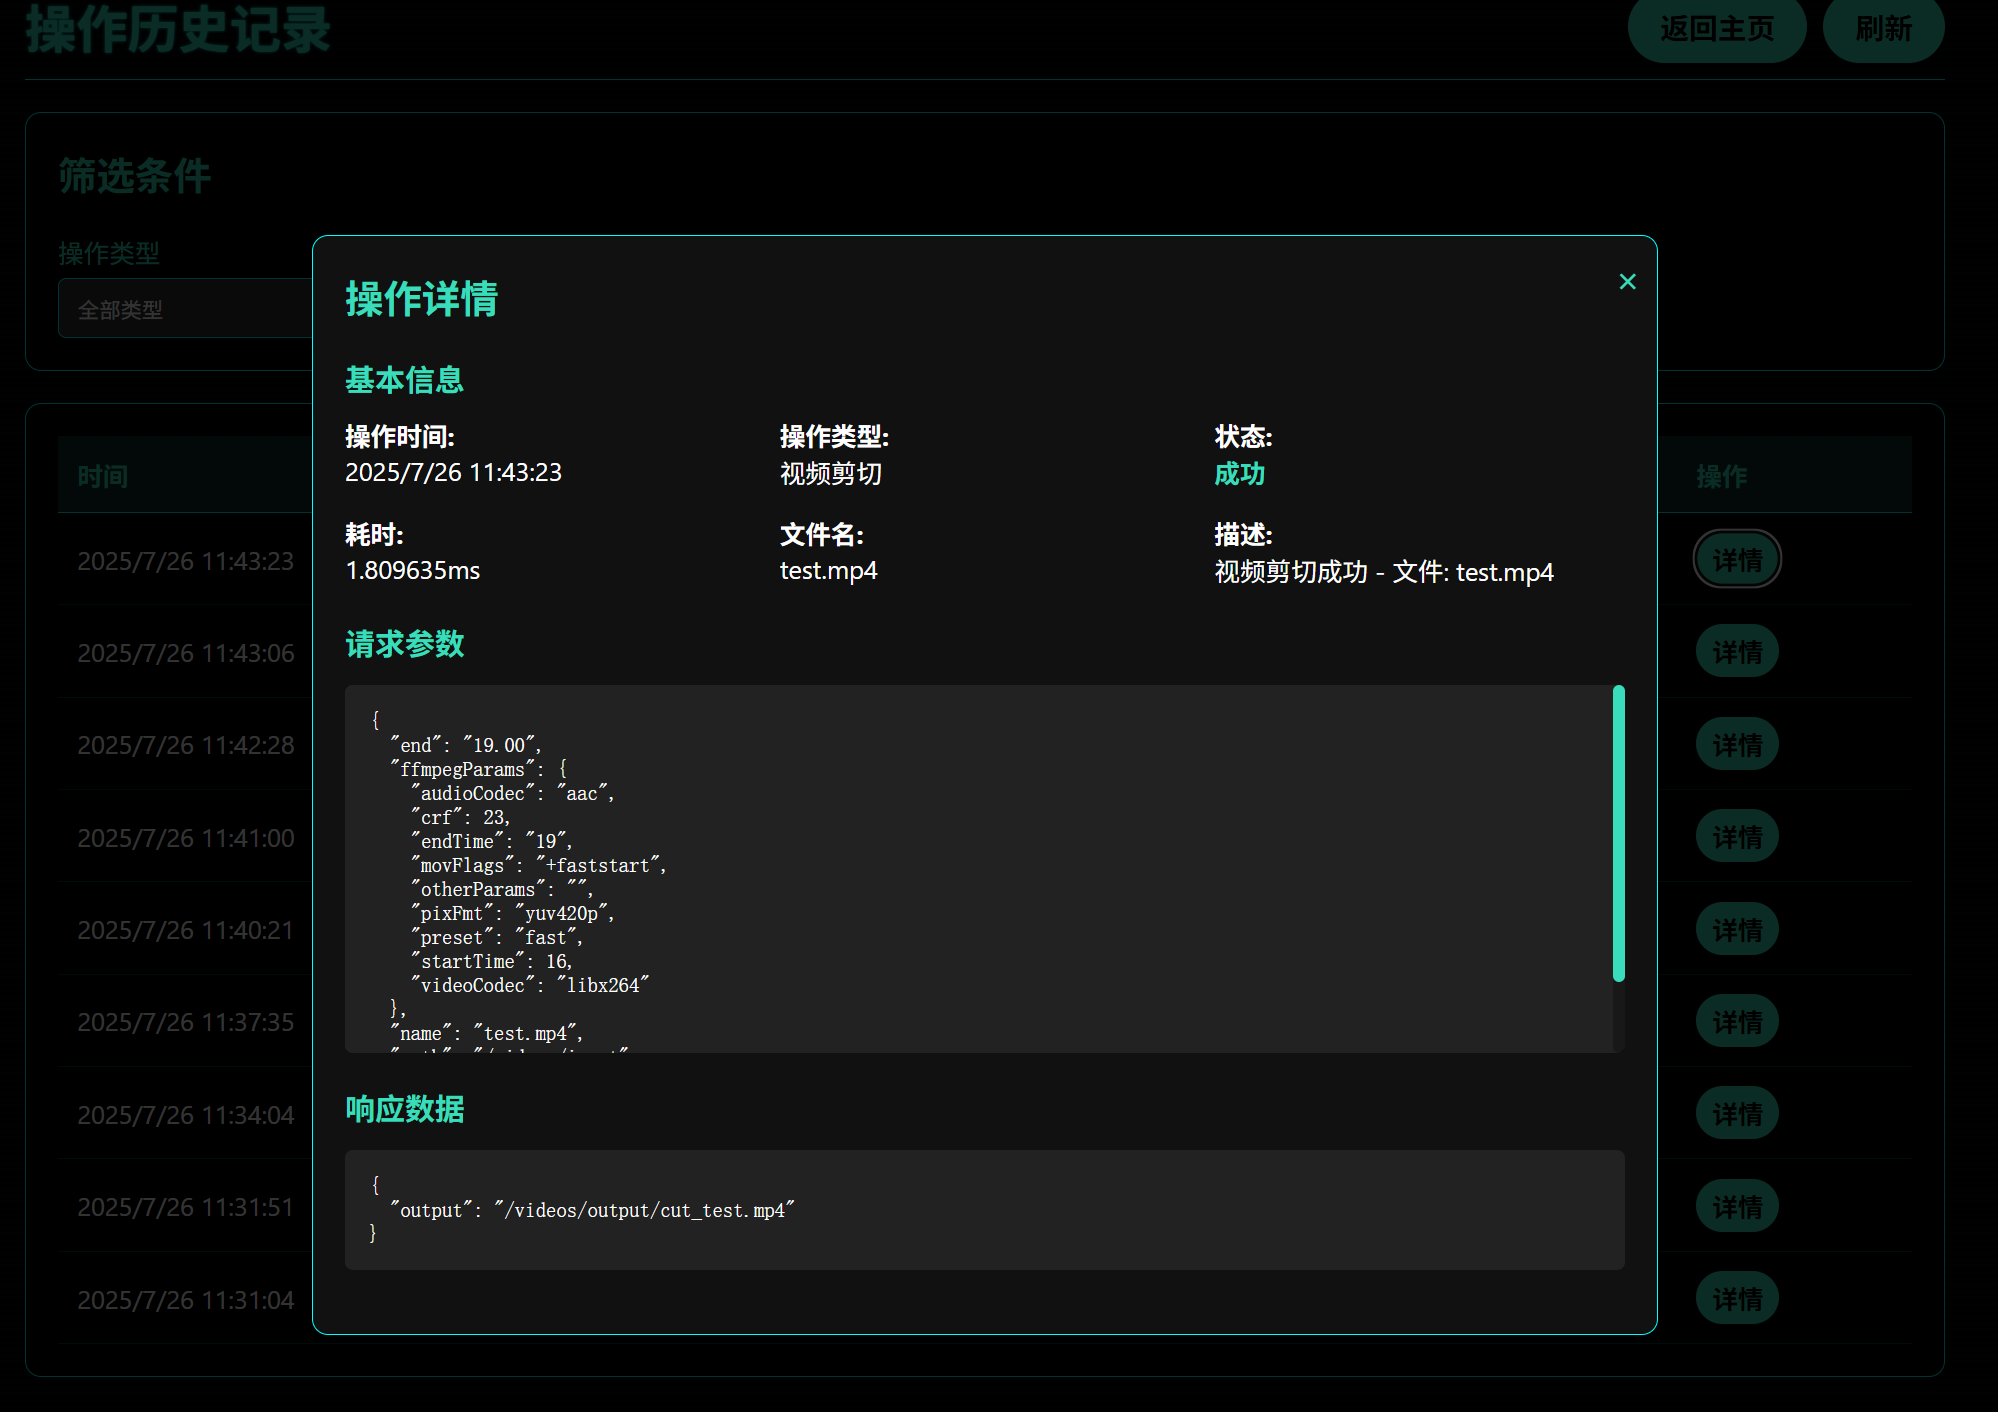 操作历史记录
返回主页
刷新
筛选条件
操作类型
全部类型
时间
操作
2025/7/26 11:43:23
详情
2025/7/26 11:43:06
详情
2025/7/26 11:42:28
详情
2025/7/26 11:41:00
详情
2025/7/26 11:40:21
详情
2025/7/26 11:37:35
详情
2025/7/26 11:34:04
详情
2025/7/26 11:31:51
详情
2025/7/26 11:31:04
详情
操作详情
×
基本信息
操作时间:
2025/7/26 11:43:23
操作类型:
视频剪切
状态:
成功
耗时:
1.809635ms
文件名:
test.mp4
描述:
视频剪切成功 - 文件: test.mp4
请求参数
{
  "end": "19.00",
  "ffmpegParams": {
    "audioCodec": "aac",
    "crf": 23,
    "endTime": "19",
    "movFlags": "+faststart",
    "otherParams": "",
    "pixFmt": "yuv420p",
    "preset": "fast",
    "startTime": 16,
    "videoCodec": "libx264"
  },
  "name": "test.mp4",
响应数据
{
  "output": "/videos/output/cut_test.mp4"
}